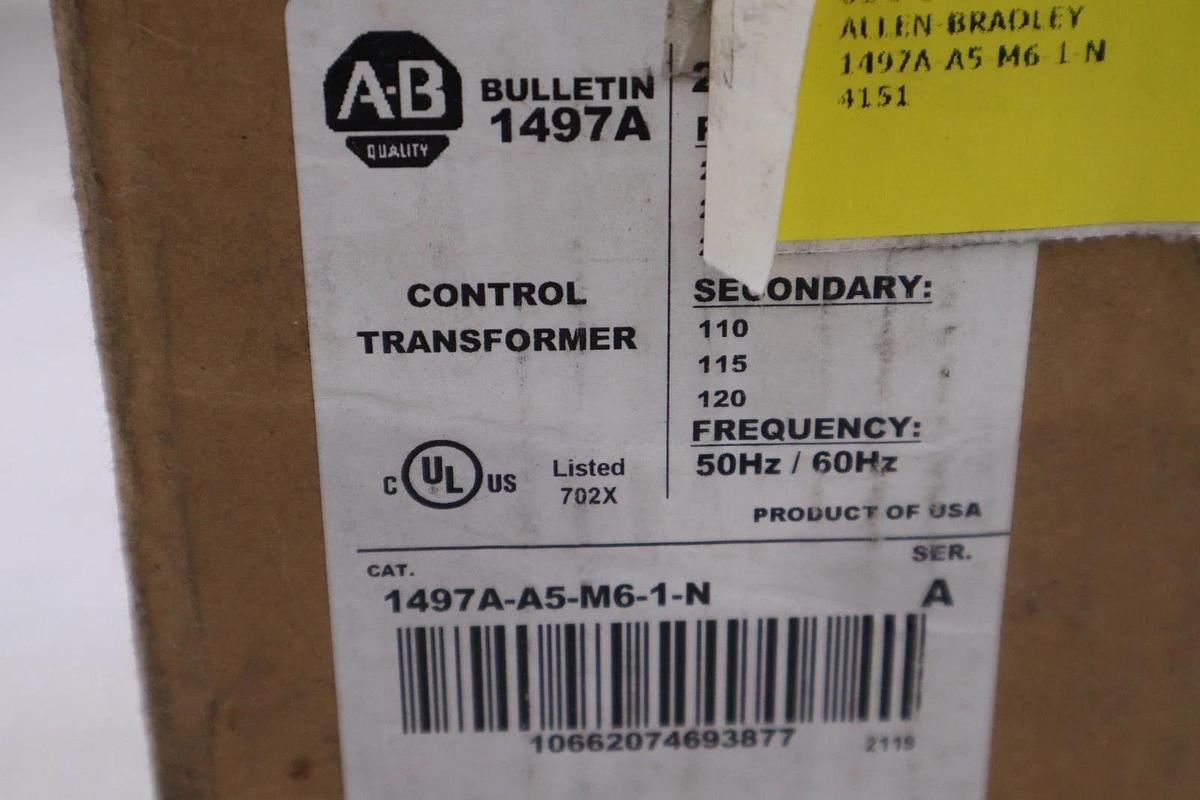 A-B
QUALITY
BULLETIN
1497A
CONTROL
TRANSFORMER
C UL US
®
Listed
702X
ALLEN-BRADLEY
1497A A5 M6 1 N
4151
SECONDARY:
110
115
120
FREQUENCY:
50Hz / 60Hz
PRODUCT OF USA
CAT.
SER.
1497A-A5-M6-1-N
A
10662074693877
2119